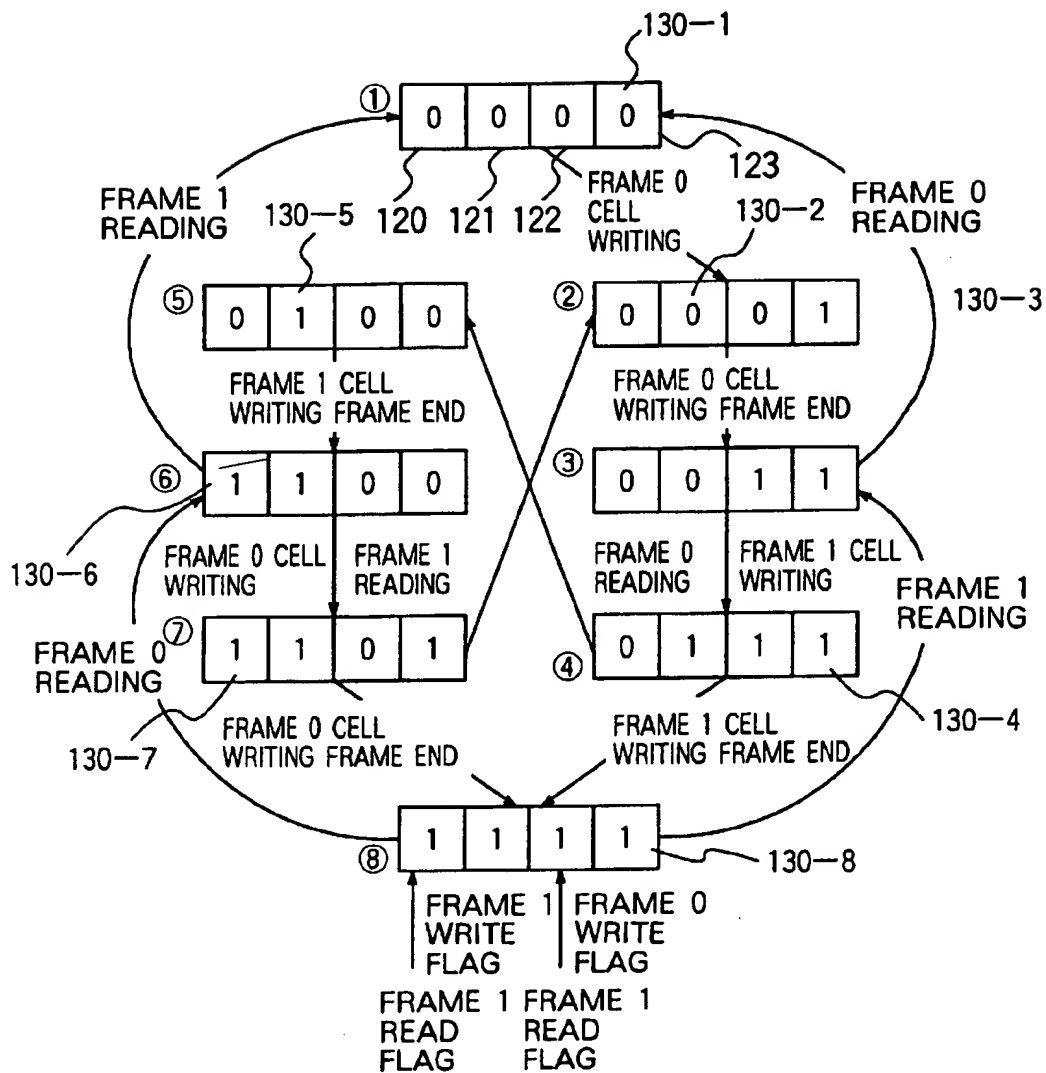 130-1
① 0 0 0 0
120 121 122 123
FRAME 0
CELL
WRITING
FRAME 1
READING
FRAME 0
READING
130-5
130-2
130-3
⑤ 0 1 0 0
② 0 0 0 1
FRAME 1 CELL
WRITING FRAME END
FRAME 0 CELL
WRITING FRAME END
⑥ 1 1 0 0
③ 0 0 1 1
130-6
FRAME 0 CELL
WRITING
FRAME 1
READING
FRAME 0
READING
FRAME 1 CELL
WRITING
FRAME 1
READING
FRAME 0
READING
⑦ 1 1 0 1
④ 0 1 1 1
130-7
FRAME 0 CELL
WRITING FRAME END
FRAME 1 CELL
WRITING FRAME END
130-4
⑧ 1 1 1 1
130-8
FRAME 1
WRITE
FLAG
FRAME 0
WRITE
FLAG
FRAME 1
READ
FLAG
FRAME 1
READ
FLAG